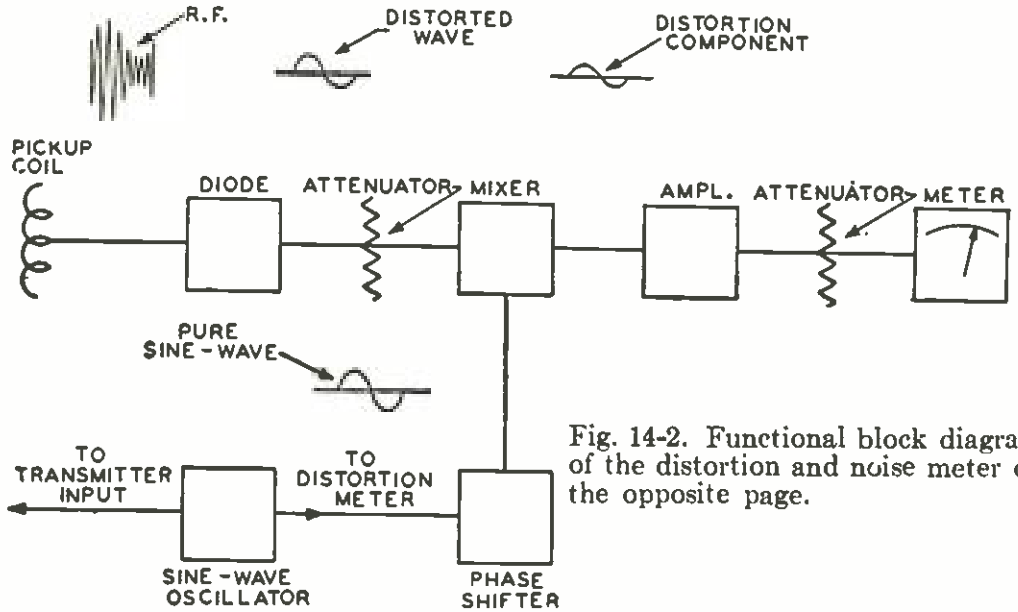 R.F.
DISTORTED
WAVE
DISTORTION
COMPONENT
PICKUP
COIL
DIODE
ATTENUATOR
MIXER
AMPL.
ATTENUATOR
METER
PURE
SINE-WAVE
TO
TRANSMITTER
INPUT
TO
DISTORTION
METER
SINE-WAVE
OSCILLATOR
PHASE
SHIFTER
Fig. 14-2. Functional block diagra
of the distortion and noise meter
the opposite page.